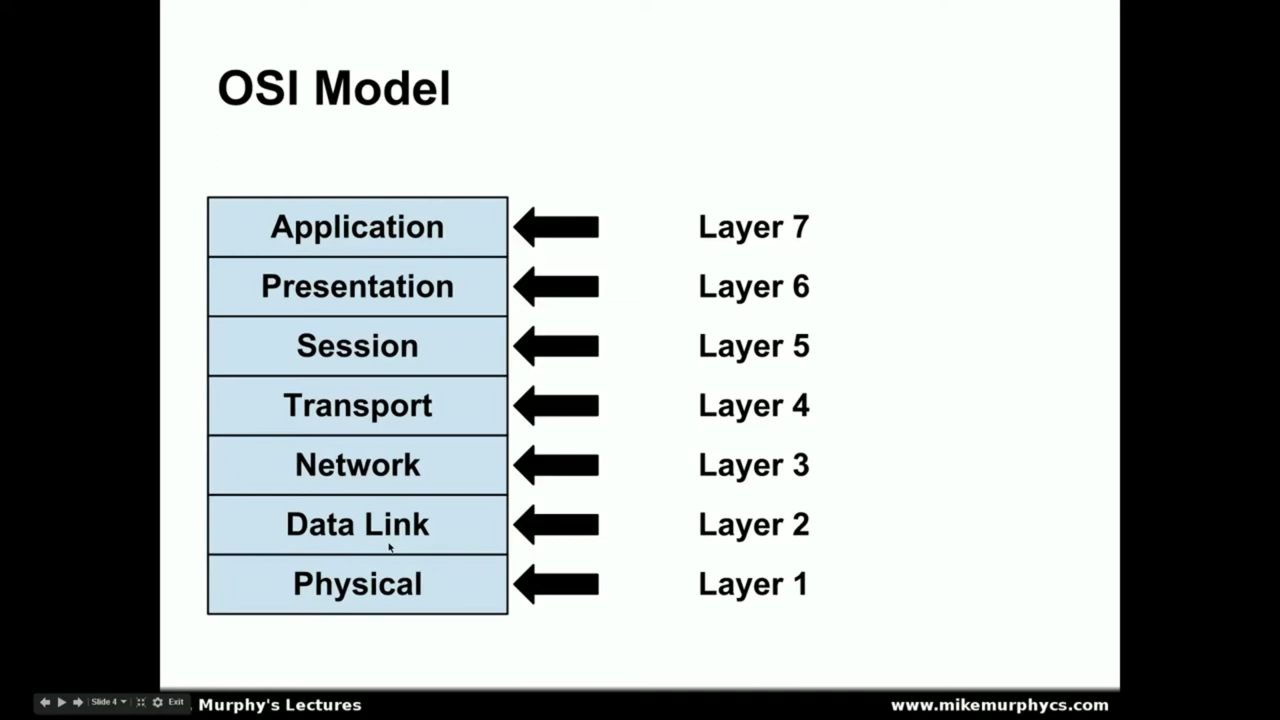 OSI Model
Application Layer 7
Presentation Layer 6
Session Layer 5
Transport Layer 4
Network Layer 3
Data Link Layer 2
Physical Layer 1
Slide 4 Exit
Murphy's Lectures www.mikemurphycs.com